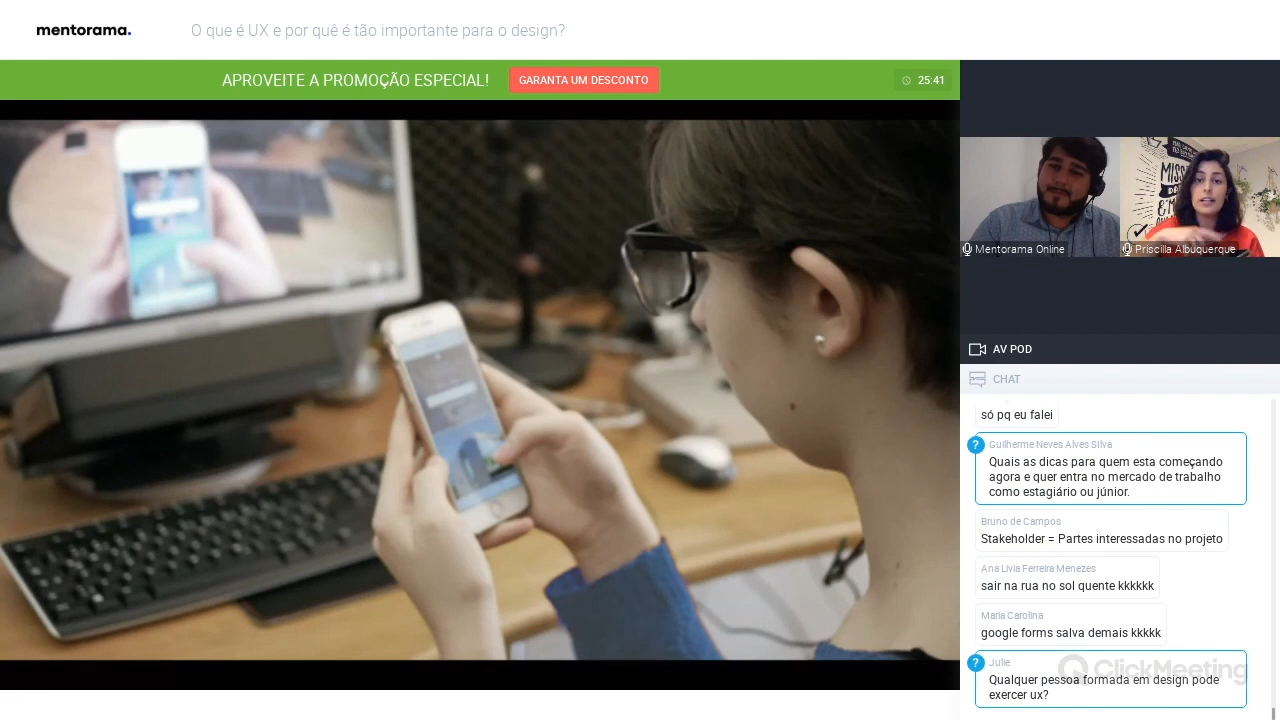 mentorama.
O que é UX e por quê é tão importante para o design?
APROVEITE A PROMOÇÃO ESPECIAL!
GARANTA UM DESCONTO
25:41
MISS
Mentorama Online
Priscilla Albuquerque
AV POD
CHAT
só pq eu falei
?
Guilherme Neves Alves Silva
Quais as dicas para quem esta começando
agora e quer entra no mercado de trabalho
como estagiário ou júnior.
Bruno de Campos
Stakeholder = Partes interessadas no projeto
Ana Livia Ferreira Menezes
sair na rua no sol quente kkkkkk
Maria Carolina
google forms salva demais kkkkk
?
Julie
ClickMeeting
Qualquer pessoa formada em design pode
exercer ux?